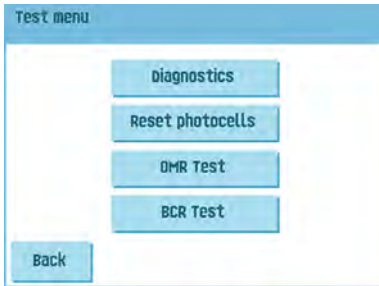 Test menu
Diagnostics
Reset photocells
OMR Test
BCR Test
Back